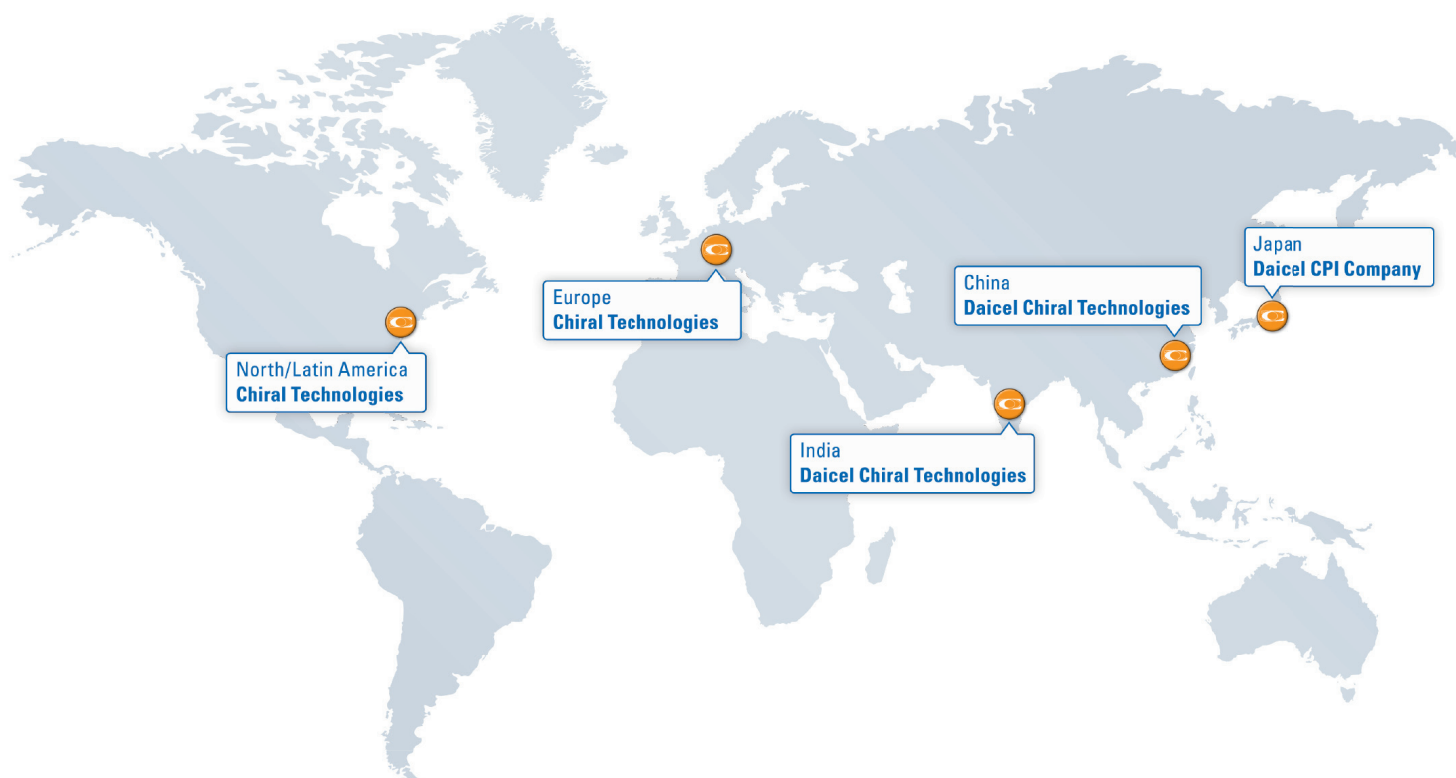 Japan
Daicel CPI Company
China
Daicel Chiral Technologies
Europe
Chiral Technologies
North/Latin America
Chiral Technologies
India
Daicel Chiral Technologies